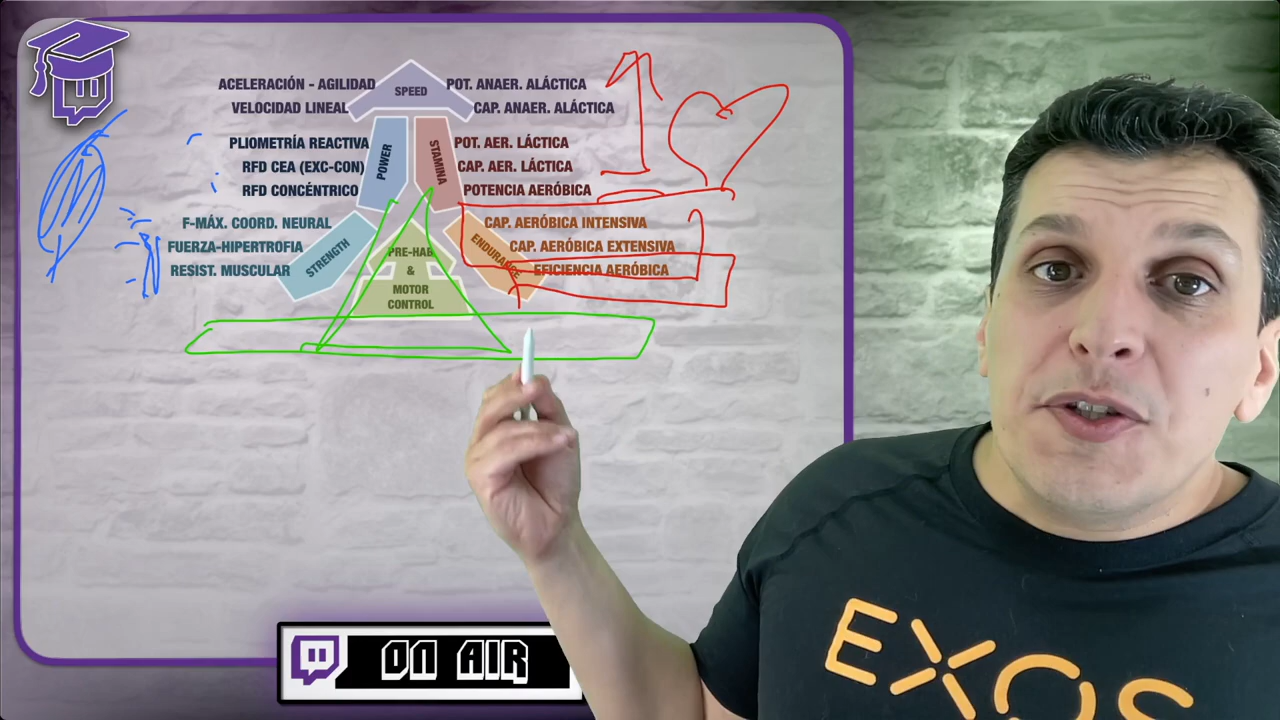 ACELERACIÓN - AGILIDAD
SPEED
POT. ANAER. ALÁCTICA
VELOCIDAD LINEAL
CAP. ANAER. ALÁCTICA
PLIOMETRÍA REACTIVA
POWER
STAMINA
POT. AER. LÁCTICA
RFD CEA (EXC-CON)
CAP. AER. LÁCTICA
RFD CONCÉNTRICO
POTENCIA AERÓBICA
F-MÁX. COORD. NEURAL
CAP. AERÓBICA INTENSIVA
FUERZA-HIPERTROFIA
STRENGTH
PRE-HAB
ENDURANCE
CAP. AERÓBICA EXTENSIVA
RESIST. MUSCULAR
&
EFICIENCIA AERÓBICA
MOTOR
CONTROL
ON AIR
EXOS